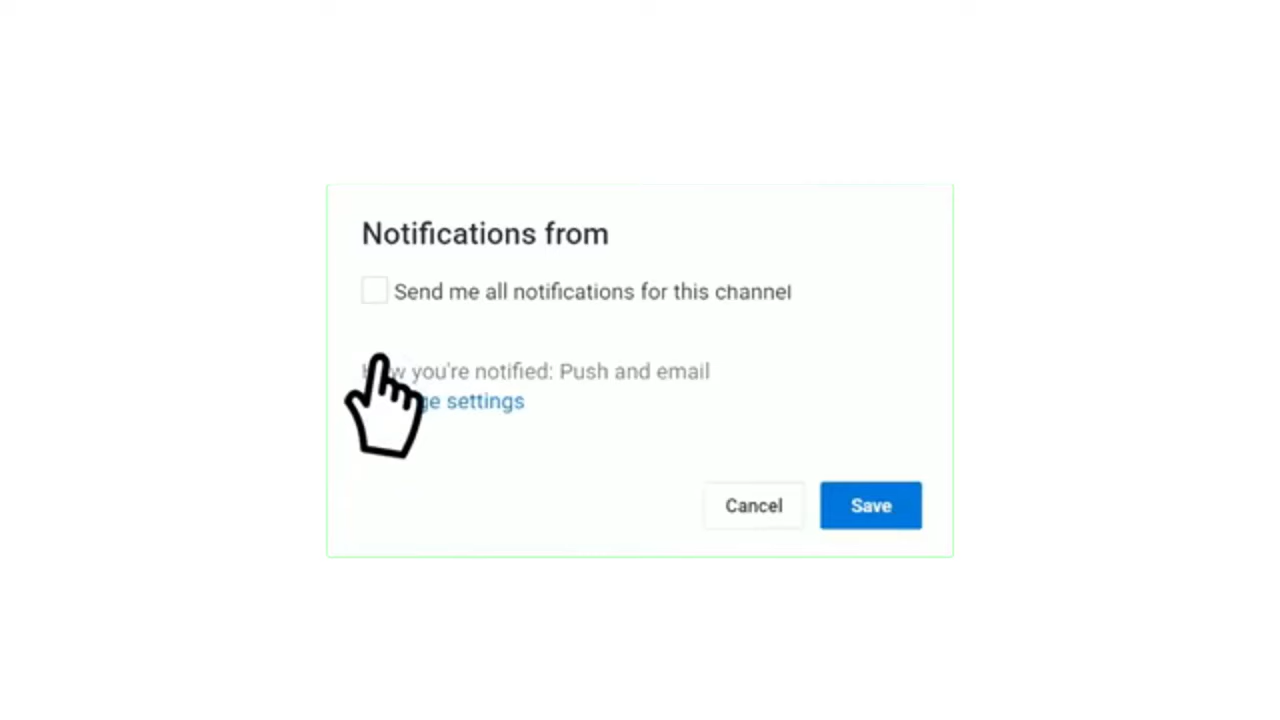 Notifications from
Send me all notifications for this channel
you're notified: Push and email
settings
Cancel
Save